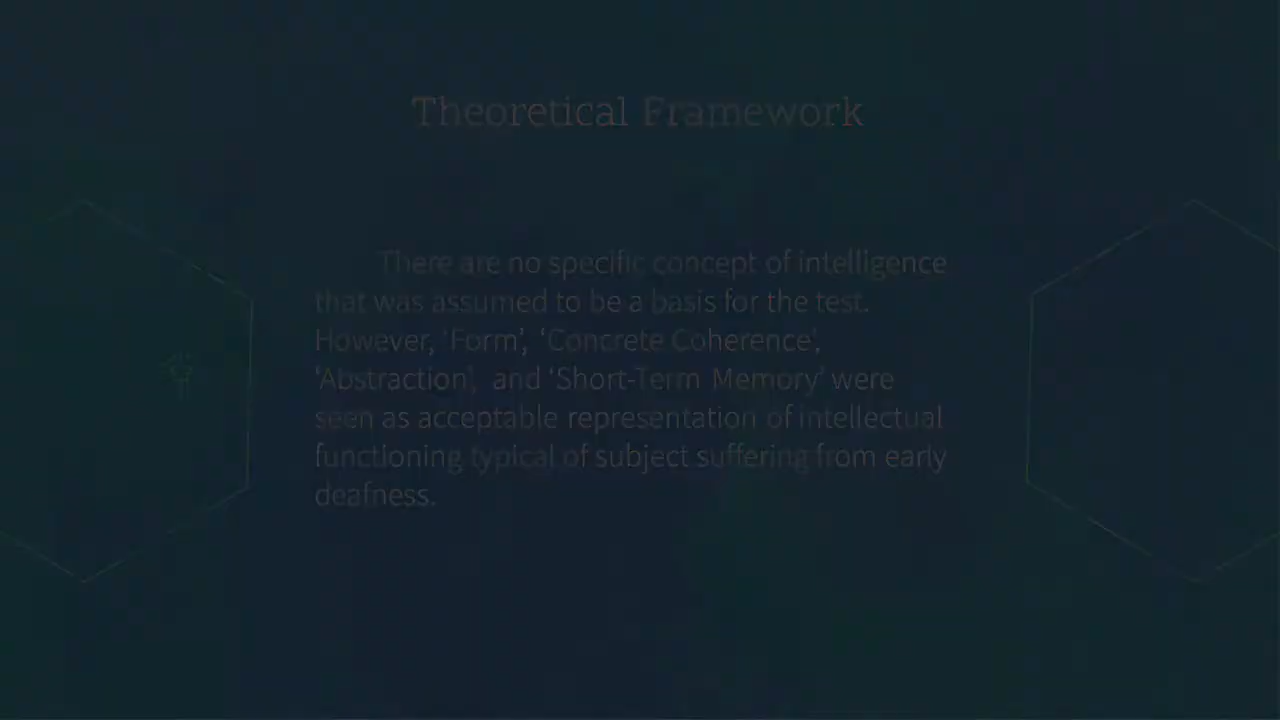 Theoretical Framework
There are no specific concept of intelligence
that was assumed to be a basis for the test.
However, ‘Form’, ‘Concrete Coherence’,
‘Abstraction’, and ‘Short-Term Memory’ were
seen as acceptable representation of intellectual
functioning typical of subject suffering from early
deafness.